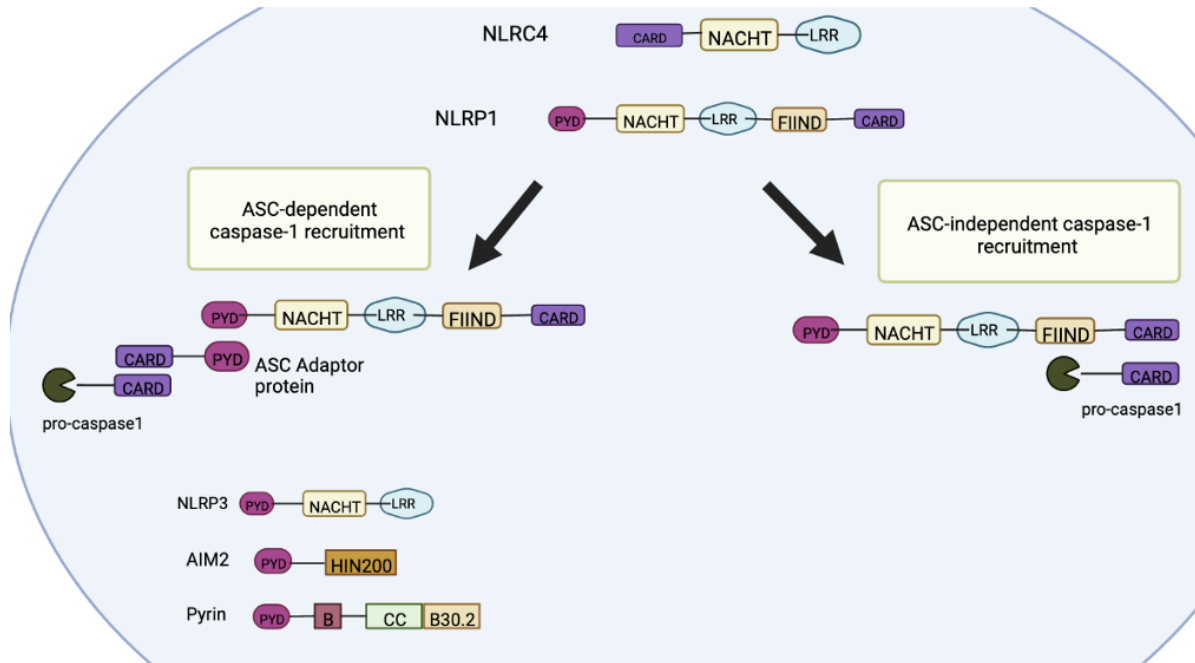 NLRC4 CARD NACHT LRR
NLRP1 PYD NACHT LRR FIIND CARD
ASC-dependent
caspase-1 recruitment
ASC-independent caspase-1
recruitment
PYD NACHT LRR FIIND CARD
PYD NACHT LRR FIIND CARD
CARD PYD ASC Adaptor
protein
CARD
pro-caspase1
CARD
pro-caspase1
NLRP3 PYD NACHT LRR
AIM2 PYD HIN200
Pyrin PYD B CC B30.2